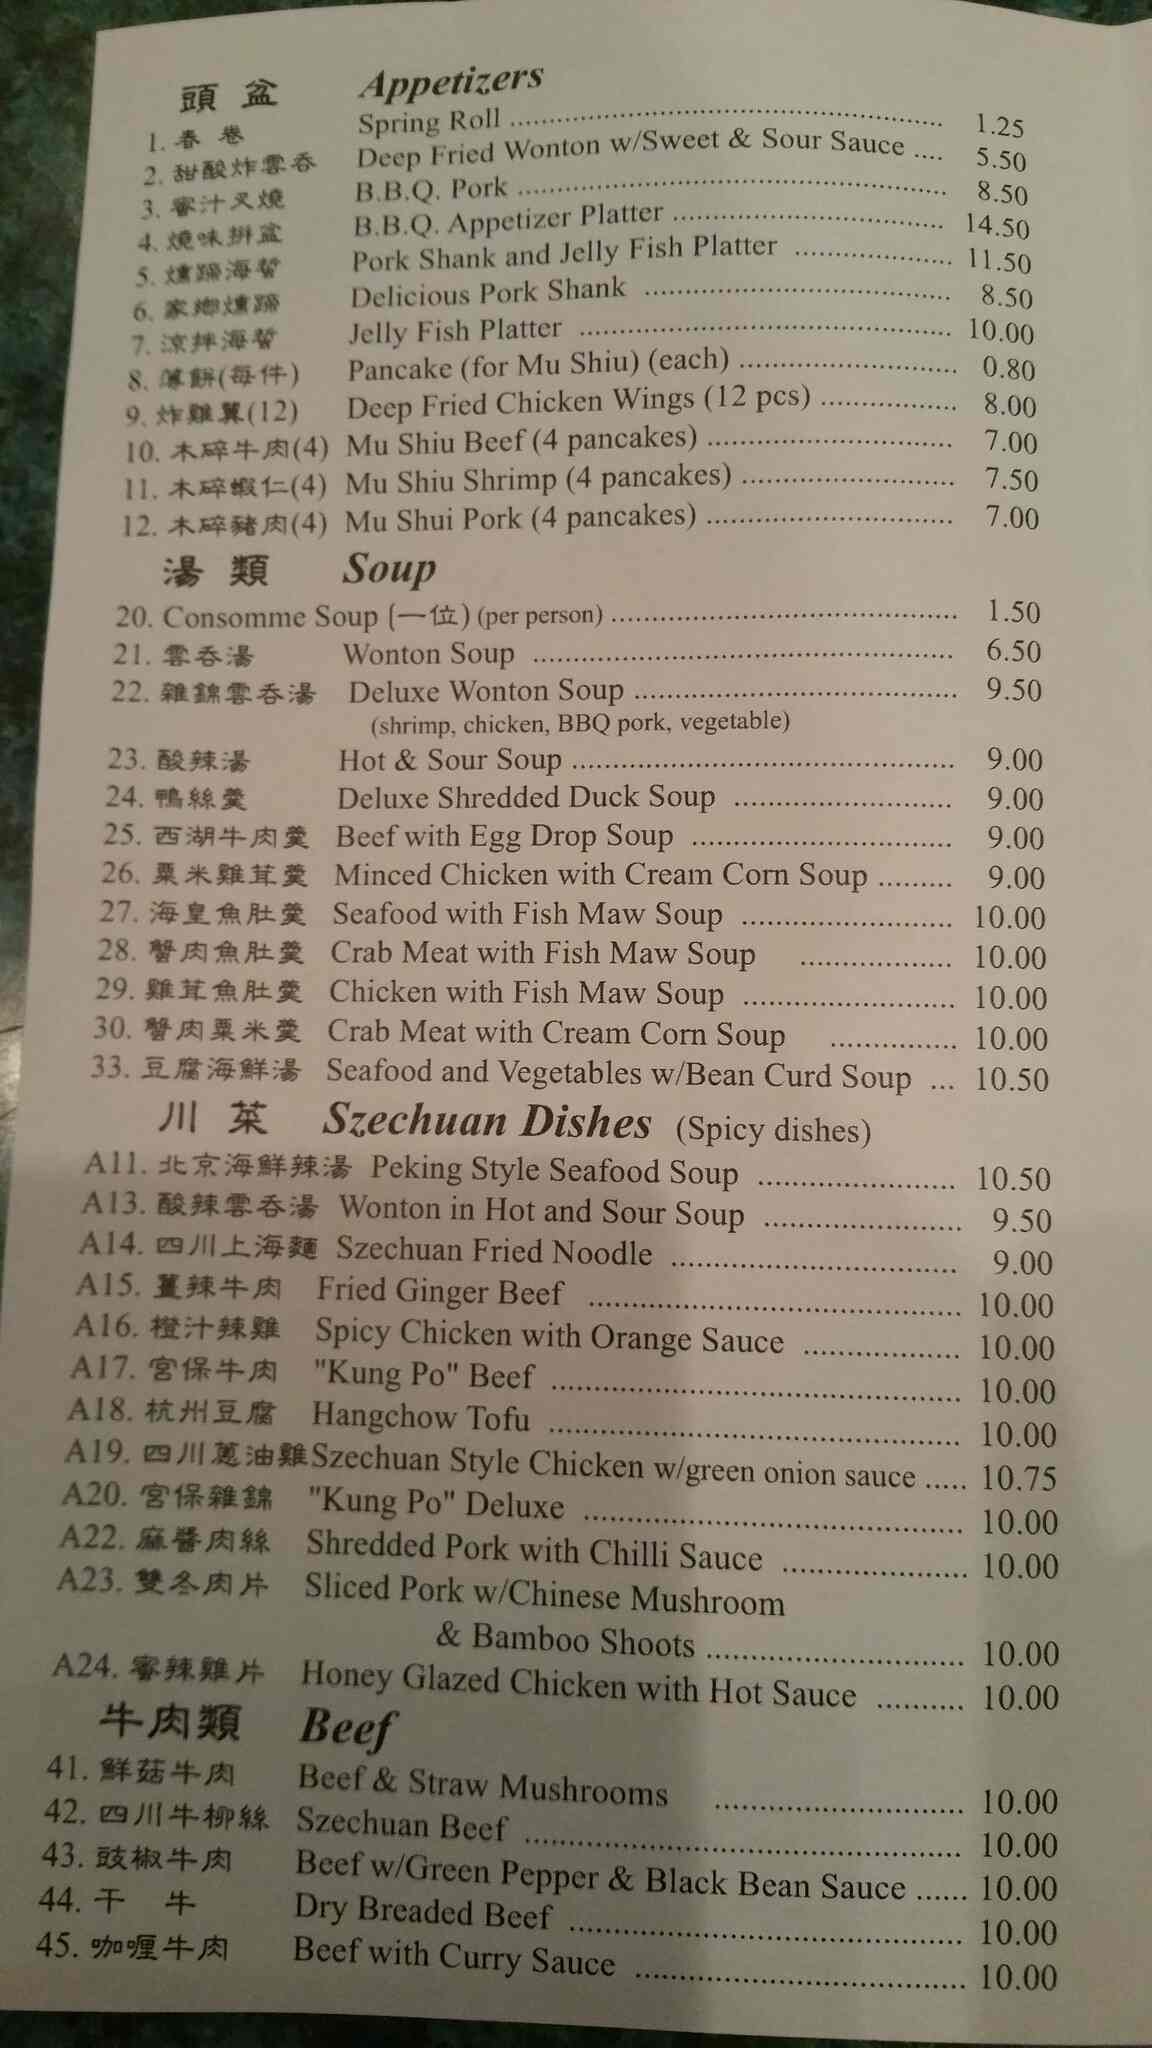 頭 盆 Appetizers
1. 春 卷 Spring Roll ........ 1.25
2. 甜酸炸雲吞 Deep Fried Wonton w/Sweet & Sour Sauce .... 5.50
3. 蜜汁叉燒 B.B.Q. Pork ........ 8.50
4. 燒味拼盆 B.B.Q. Appetizer Platter ........ 14.50
5. 燻蹄海蜇 Pork Shank and Jelly Fish Platter ........ 11.50
6. 家鄉燻蹄 Delicious Pork Shank ........ 8.50
7. 涼拌海蜇 Jelly Fish Platter ........ 10.00
8. 薄餅(每件) Pancake (for Mu Shiu) (each) ........ 0.80
9. 炸雞翼(12) Deep Fried Chicken Wings (12 pcs) ........ 8.00
10. 木碎牛肉(4) Mu Shiu Beef (4 pancakes) ........ 7.00
11. 木碎蝦仁(4) Mu Shiu Shrimp (4 pancakes) ........ 7.50
12. 木碎豬肉(4) Mu Shui Pork (4 pancakes) ........ 7.00
湯 類 Soup
20. Consomme Soup (一位) (per person) ........ 1.50
21. 雲吞湯 Wonton Soup ........ 6.50
22. 雜錦雲吞湯 Deluxe Wonton Soup ........ 9.50
(shrimp, chicken, BBQ pork, vegetable)
23. 酸辣湯 Hot & Sour Soup ........ 9.00
24. 鴨絲羹 Deluxe Shredded Duck Soup ........ 9.00
25. 西湖牛肉羹 Beef with Egg Drop Soup ........ 9.00
26. 粟米雞茸羹 Minced Chicken with Cream Corn Soup ........ 9.00
27. 海皇魚肚羹 Seafood with Fish Maw Soup ........ 10.00
28. 蟹肉魚肚羹 Crab Meat with Fish Maw Soup ........ 10.00
29. 雞茸魚肚羹 Chicken with Fish Maw Soup ........ 10.00
30. 蟹肉粟米羹 Crab Meat with Cream Corn Soup ........ 10.00
33. 豆腐海鮮湯 Seafood and Vegetables w/Bean Curd Soup ... 10.50
川 菜 Szechuan Dishes (Spicy dishes)
A11. 北京海鮮辣湯 Peking Style Seafood Soup ........ 10.50
A13. 酸辣雲吞湯 Wonton in Hot and Sour Soup ........ 9.50
A14. 四川上海麵 Szechuan Fried Noodle ........ 9.00
A15. 薑辣牛肉 Fried Ginger Beef ........ 10.00
A16. 橙汁辣雞 Spicy Chicken with Orange Sauce ........ 10.00
A17. 宮保牛肉 "Kung Po" Beef ........ 10.00
A18. 杭州豆腐 Hangchow Tofu ........ 10.00
A19. 四川蔥油雞 Szechuan Style Chicken w/green onion sauce ..... 10.75
A20. 宮保雜錦 "Kung Po" Deluxe ........ 10.00
A22. 麻醬肉絲 Shredded Pork with Chilli Sauce ........ 10.00
A23. 雙冬肉片 Sliced Pork w/Chinese Mushroom
& Bamboo Shoots ........ 10.00
A24. 蜜辣雞片 Honey Glazed Chicken with Hot Sauce ........ 10.00
牛肉類 Beef
41. 鮮菇牛肉 Beef & Straw Mushrooms ........ 10.00
42. 四川牛柳絲 Szechuan Beef ........ 10.00
43. 豉椒牛肉 Beef w/Green Pepper & Black Bean Sauce ...... 10.00
44. 干 牛 Dry Breaded Beef ........ 10.00
45. 咖喱牛肉 Beef with Curry Sauce ........ 10.00